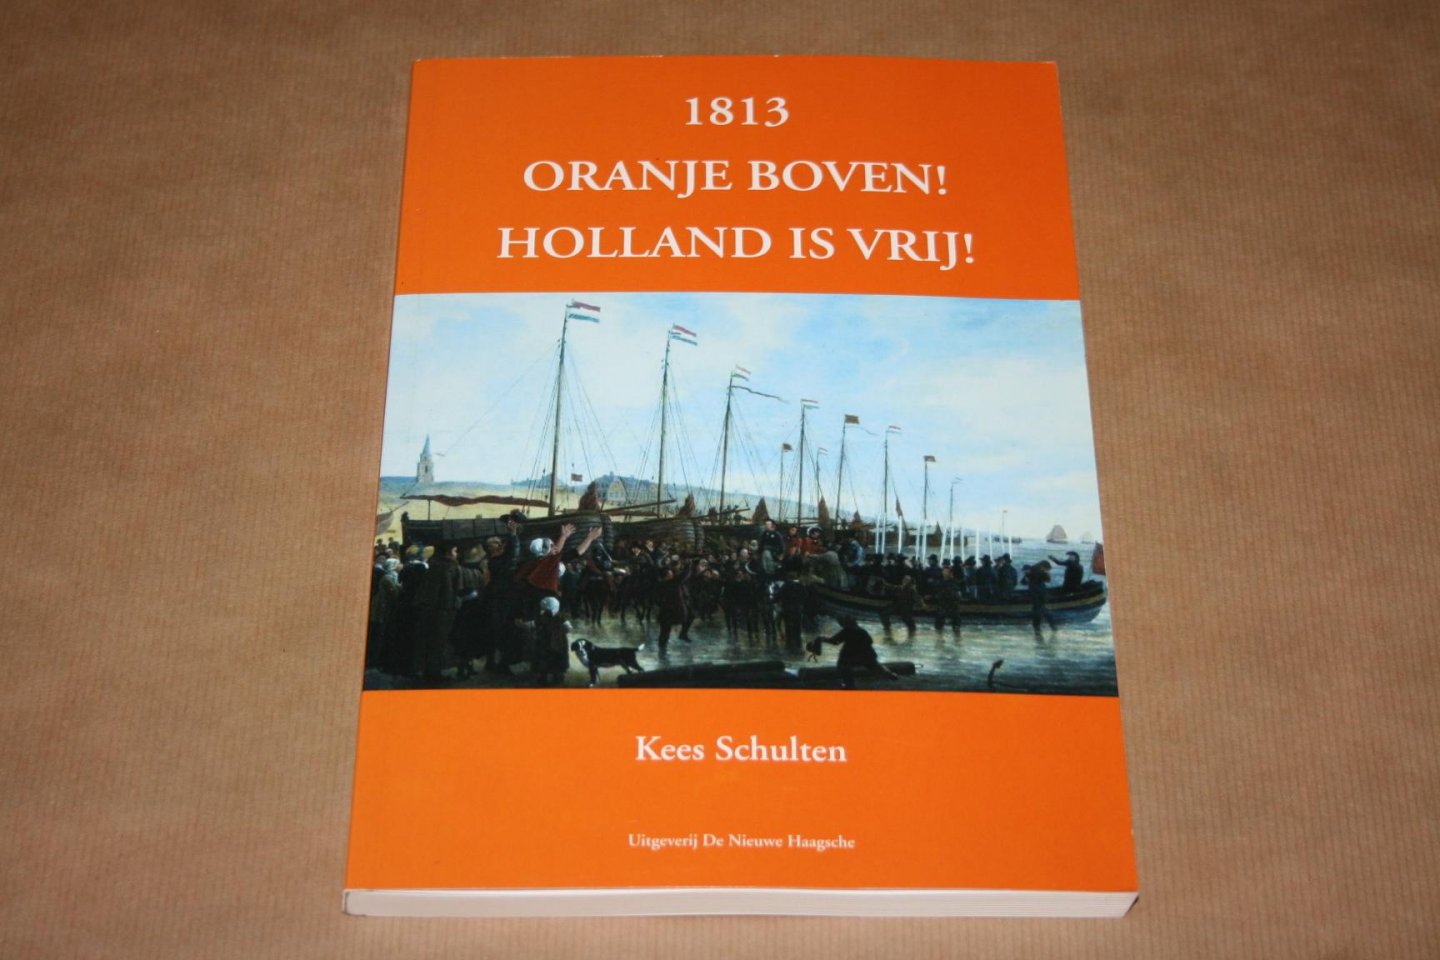 1813
ORANJE BOVEN!
HOLLAND IS VRIJ!
Kees Schulten
Uitgeverij De Nieuwe Haagsche